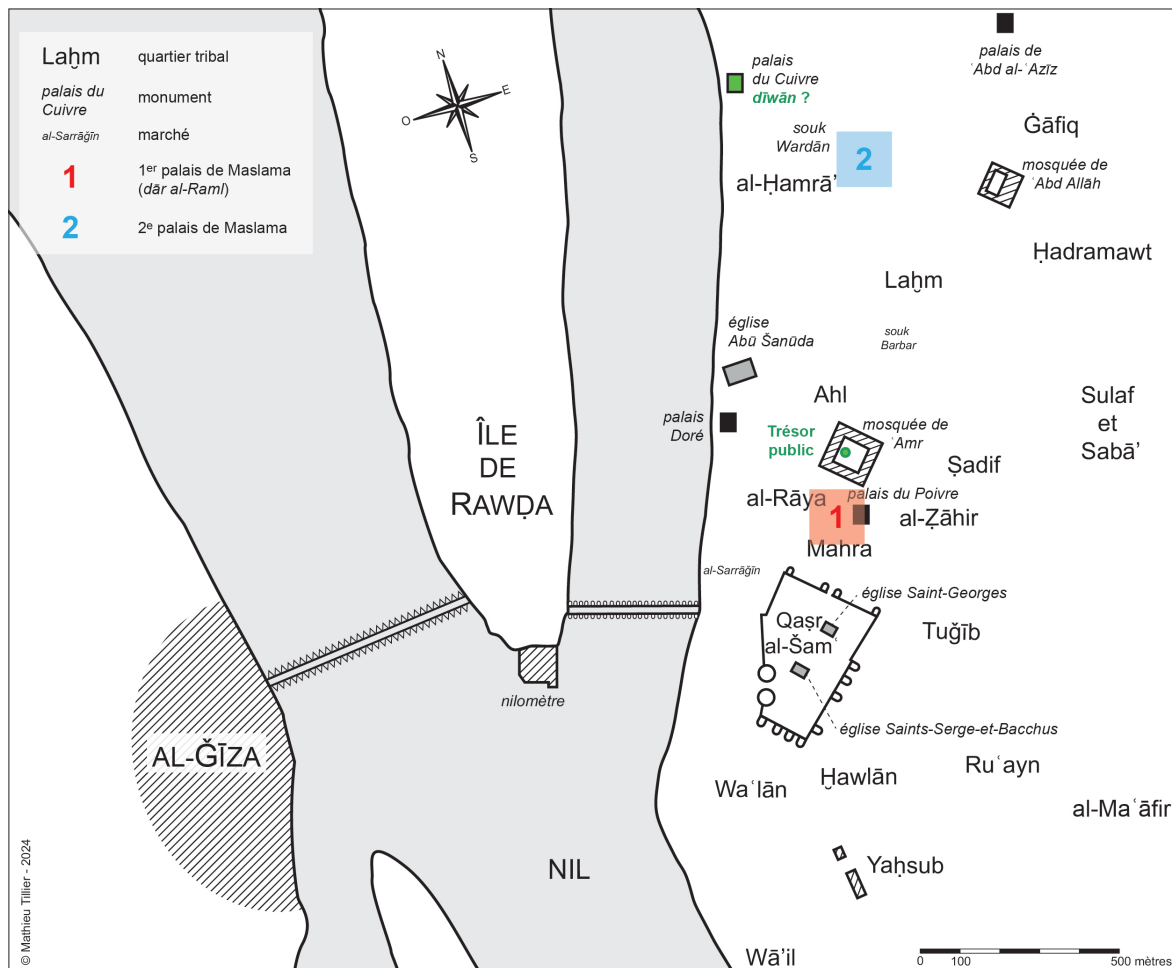 Laḫm
quartier tribal
palais du
Cuivre
monument
al-Sarrāǧīn
marché
1
1er palais de Maslama
(dār al-Raml)
2
2e palais de Maslama
N
E
S
O
palais
du Cuivre
dīwān ?
palais de
ʿAbd al-ʿAzīz
souk
Wardān
2
Ġāfiq
al-Ḥamrāʾ
mosquée de
ʿAbd Allāh
Ḥadramawt
Laḫm
église
Abū Šanūda
souk
Barbar
Ahl
Sulaf
et
Sabāʾ
palais
Doré
Trésor
public
mosquée de
ʿAmr
Ṣadif
ÎLE
DE
RAWḌA
al-Rāya
palais du Poivre
1
al-Ẓāhir
Mahra
al-Sarrāǧīn
église Saint-Georges
Qaṣr
al-Šamʿ
Tuǧīb
nilomètre
église Saints-Serge-et-Bacchus
AL-ǦĪZA
Waʿlān
Ḫawlān
Ruʿayn
al-Maʿāfir
NIL
Yaḥsub
Wāʾil
0 100 500 mètres
© Mathieu Tillier - 2024